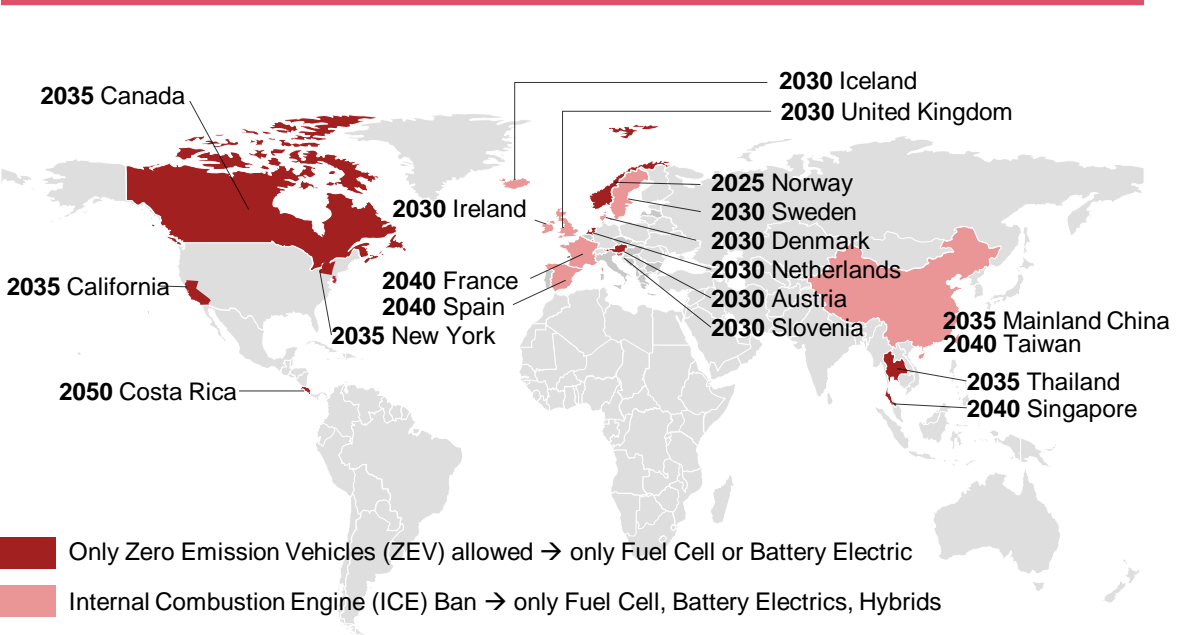 2030 Iceland
2035 Canada
2030 United Kingdom
2025 Norway
2030 Ireland
2030 Sweden
2030 Denmark
2030 Netherlands
2040 France
2035 California
2030 Austria
2040 Spain
2035 Mainland China
2030 Slovenia
2035 New York
2040 Taiwan
2035 Thailand
2050 Costa Rica
2040 Singapore
Only Zero Emission Vehicles (ZEV) allowed → only Fuel Cell or Battery Electric
Internal Combustion Engine (ICE) Ban → only Fuel Cell, Battery Electrics, Hybrids